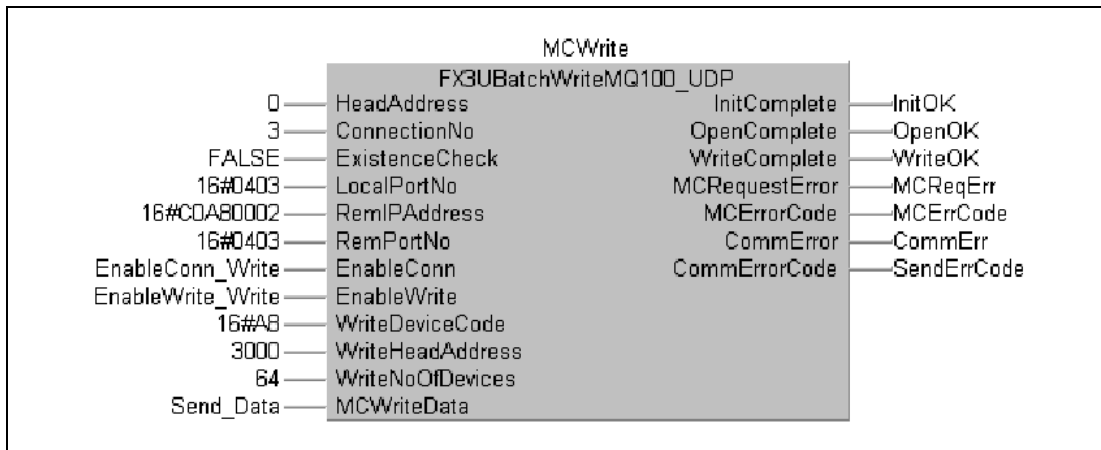 MCWrite
FX3UBatchWriteMQ100_UDP
0 HeadAddress InitComplete InitOK
3 ConnectionNo OpenComplete OpenOK
FALSE ExistenceCheck WriteComplete WriteOK
16#0403 LocalPortNo MCRequestError MCReqErr
16#C0A80002 RemIPAddress MCErrorCode MCErrCode
16#0403 RemPortNo CommError CommErr
EnableConn_Write EnableConn CommErrorCode SendErrCode
EnableWrite_Write EnableWrite
16#A8 WriteDeviceCode
3000 WriteHeadAddress
64 WriteNoOfDevices
Send_Data MCWriteData